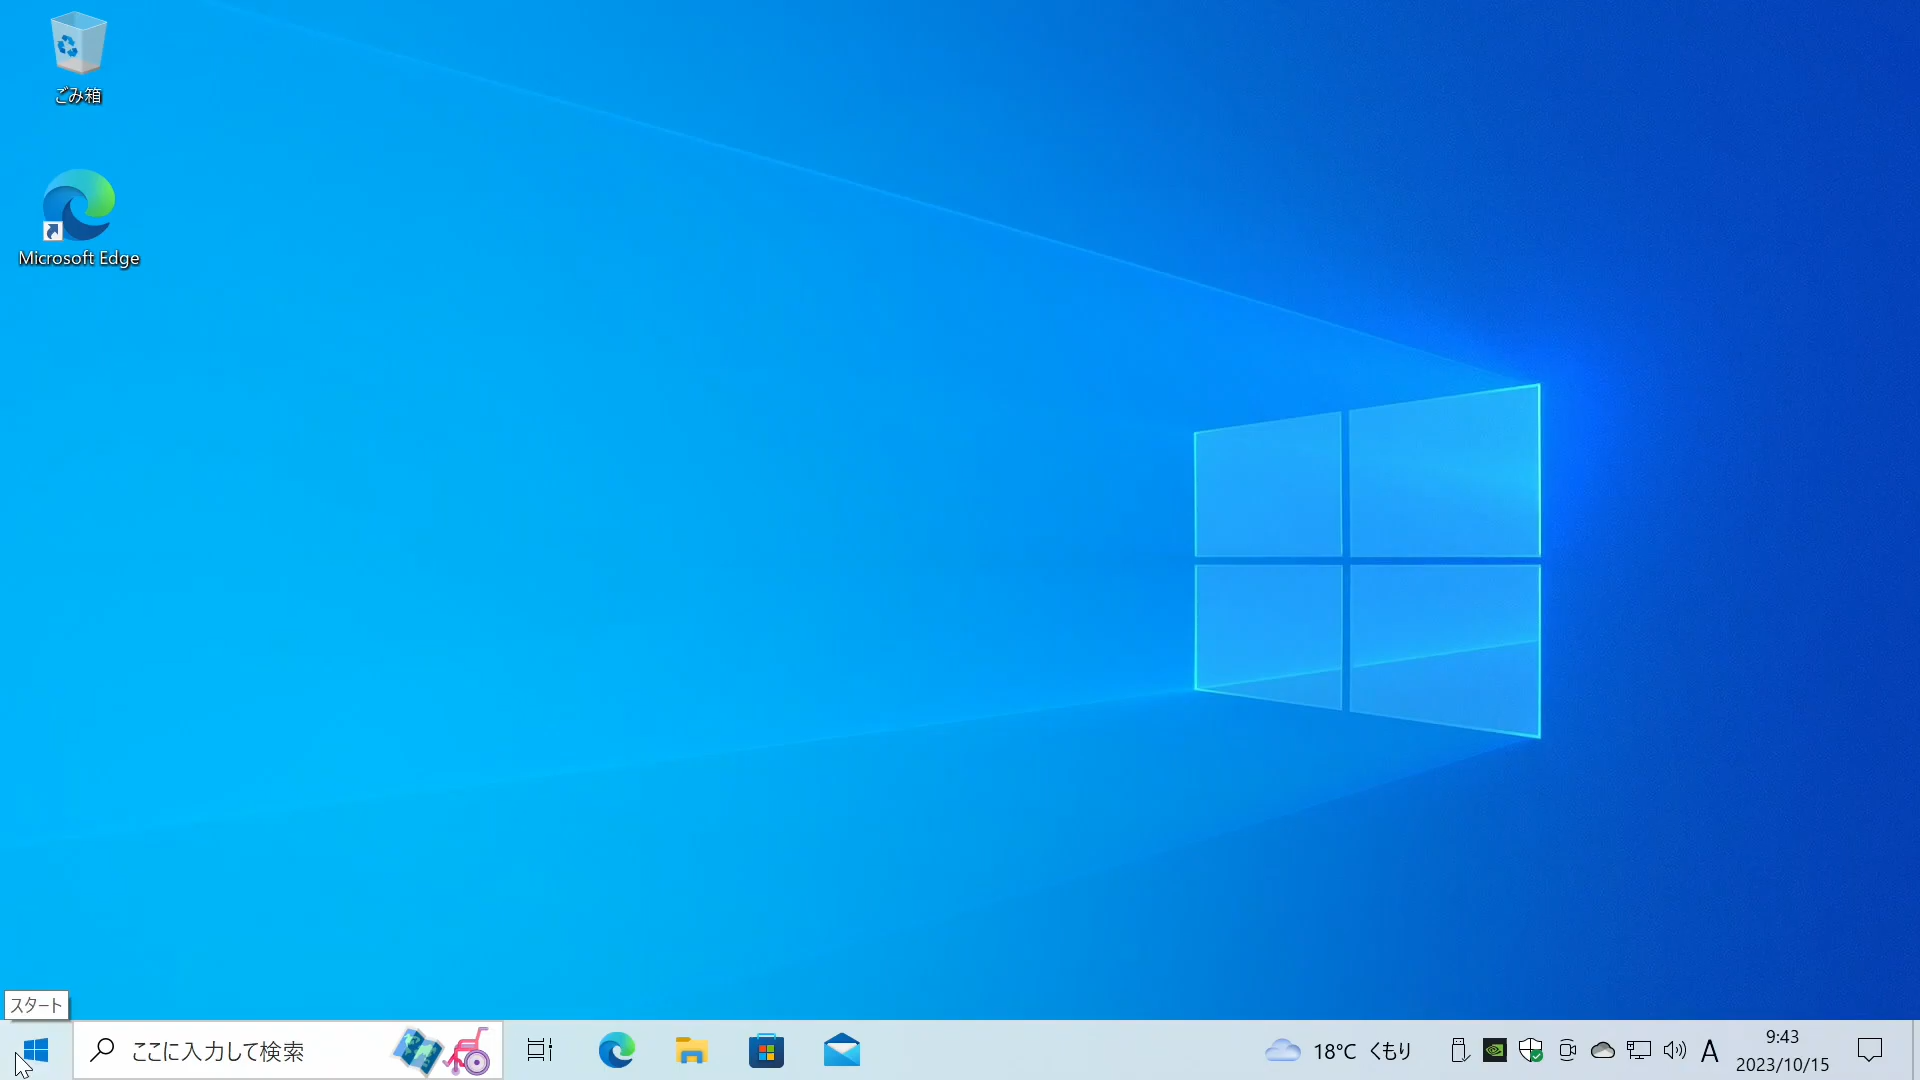 ごみ箱
Microsoft Edge
スタート
ここに入力して検索
18°C くもり
A
9:43
2023/10/15